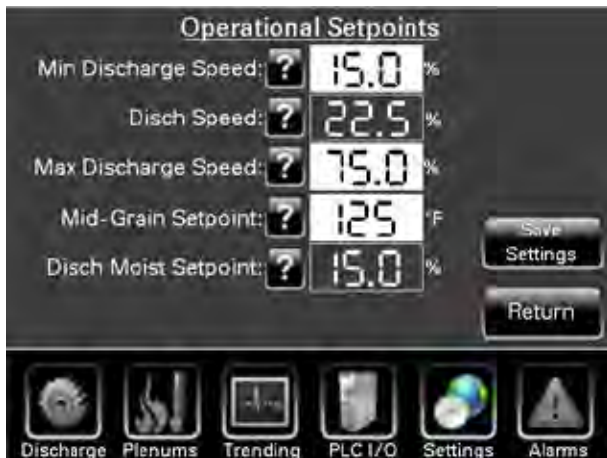 Operational Setpoints
Min Discharge Speed: ? 15.0 %
Disch Speed: ? 22.5 %
Max Discharge Speed: ? 75.0 %
Mid-Grain Setpoint: ? 125 °F
Disch Moist Setpoint: ? 15.0 %
Save
Settings
Return
Discharge Plenums Trending PLC I/O Settings Alarms